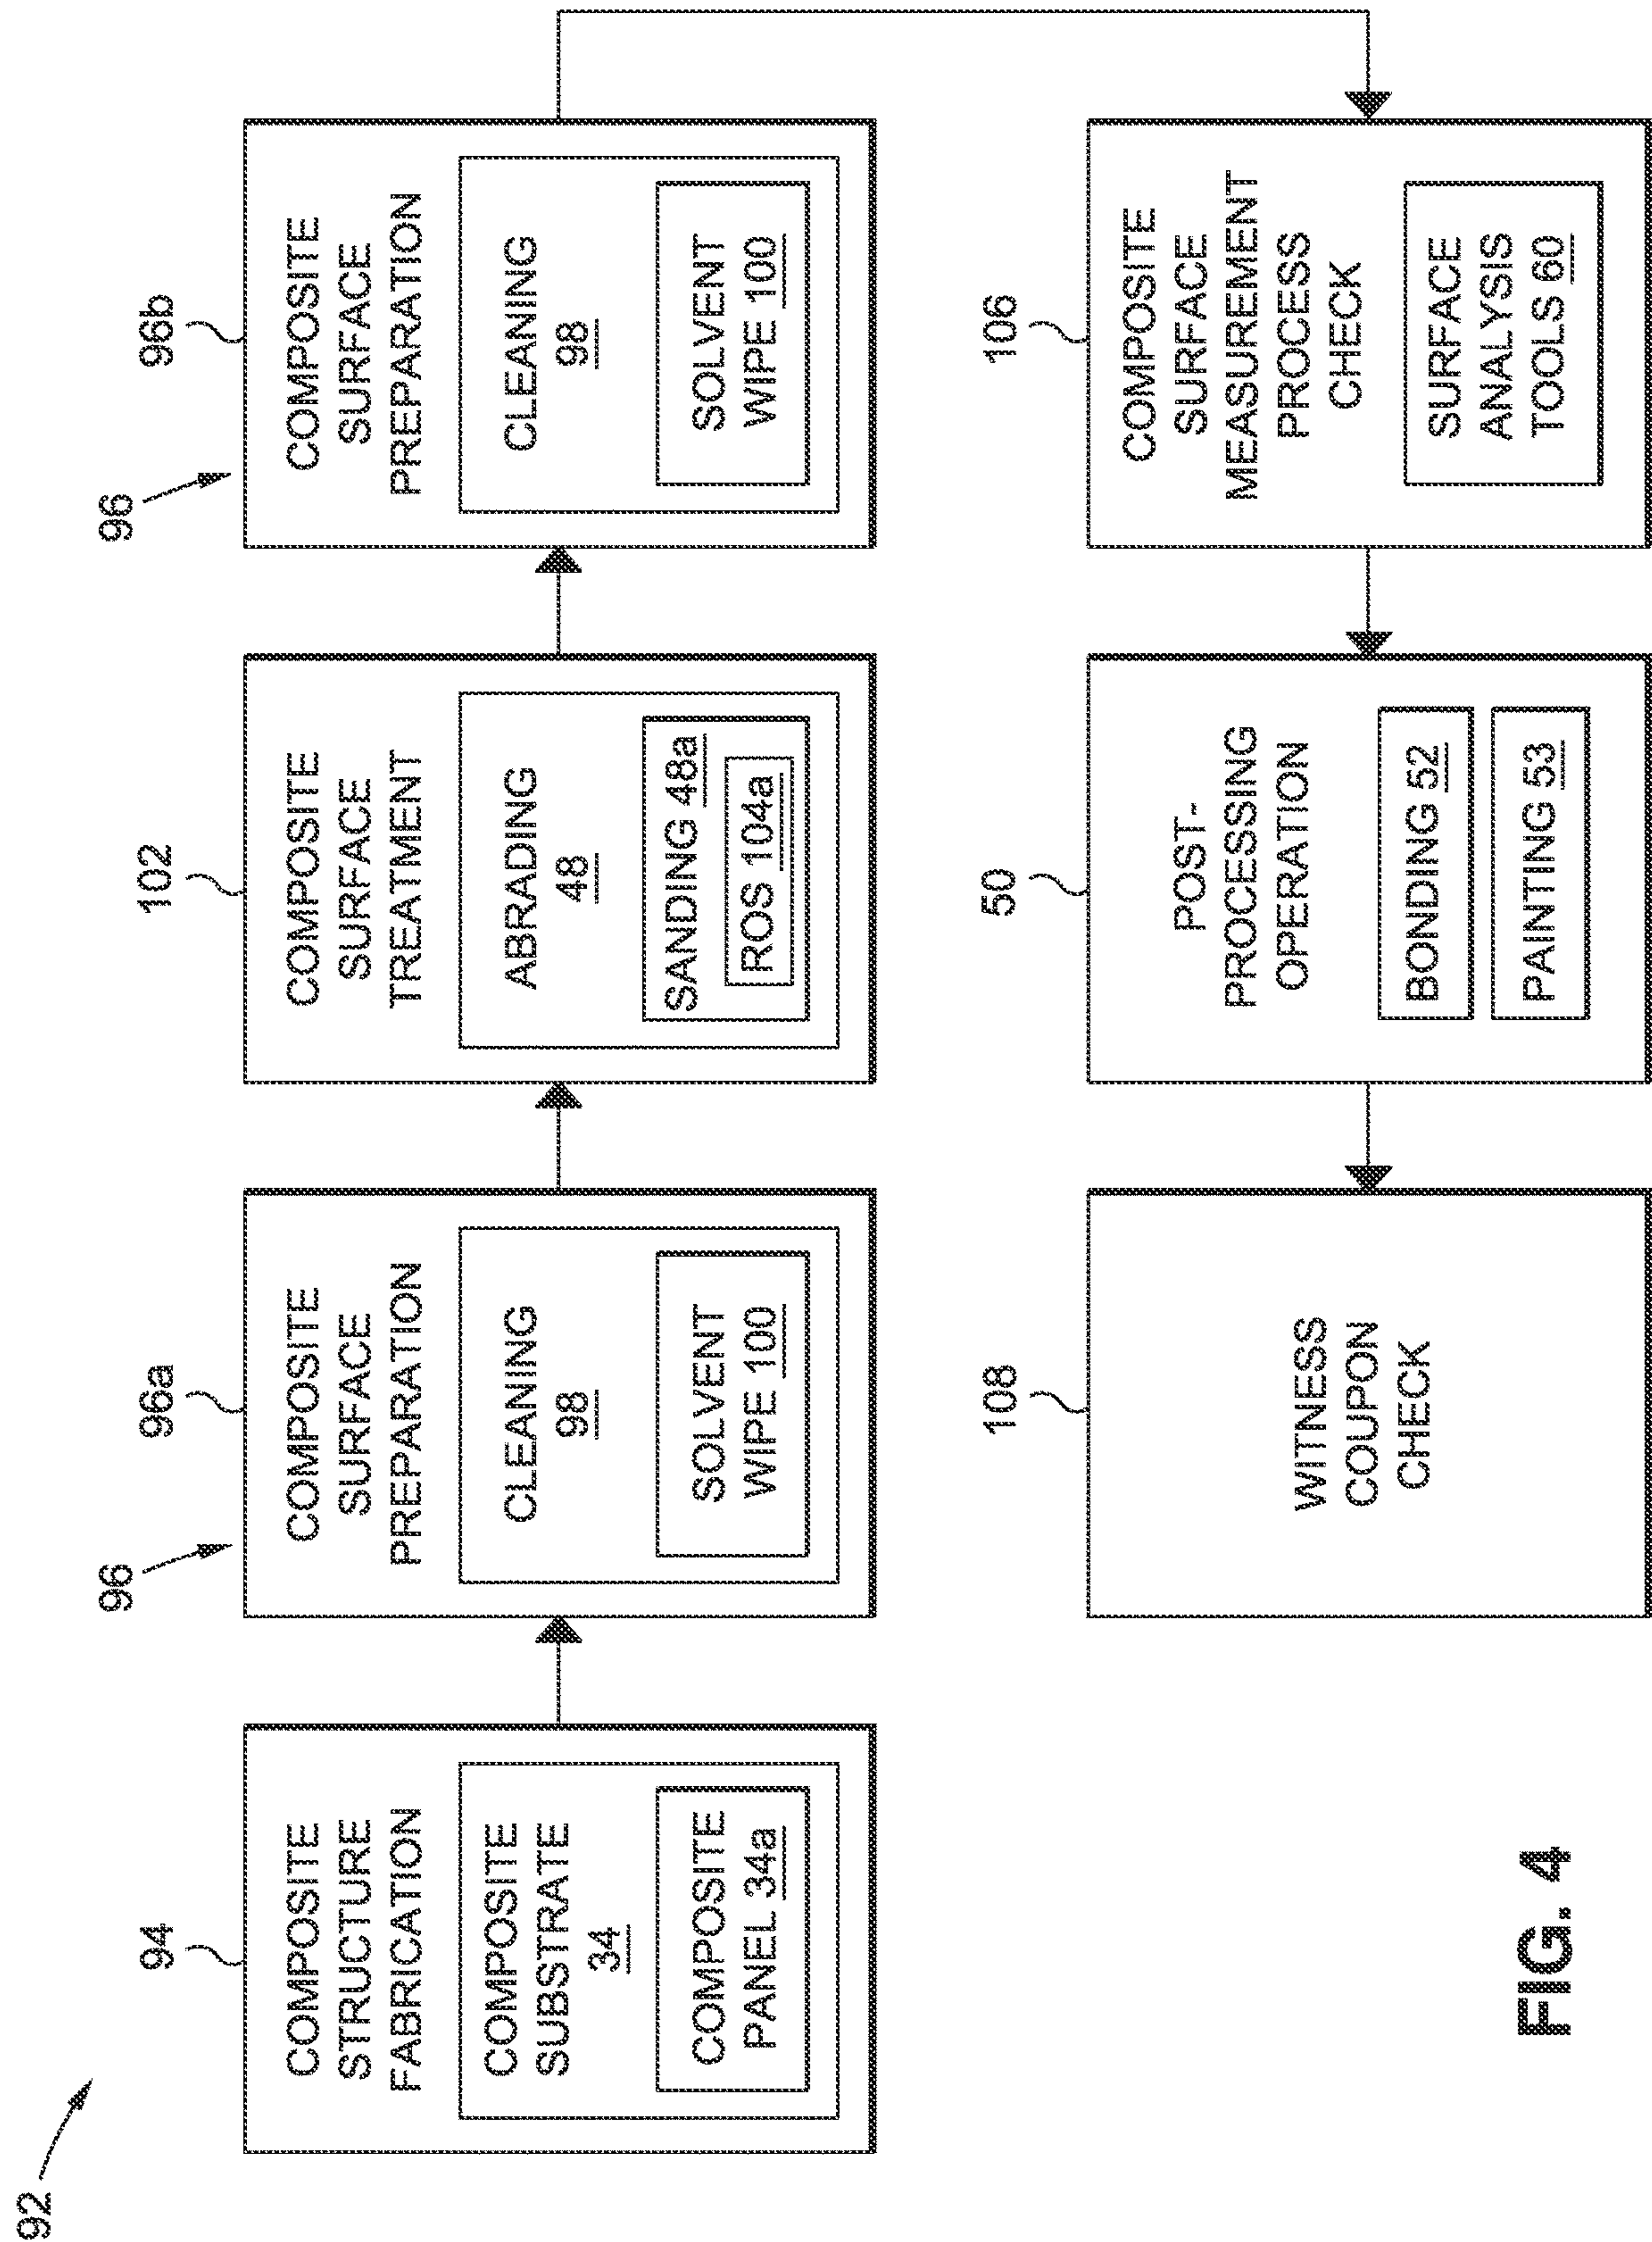 92
94
COMPOSITE
STRUCTURE
FABRICATION
COMPOSITE
SUBSTRATE
34
COMPOSITE
PANEL 34a
96
96a
COMPOSITE
SURFACE
PREPARATION
CLEANING
98
SOLVENT
WIPE 100
102
COMPOSITE
SURFACE
TREATMENT
ABRADING
48
SANDING 48a
ROS 104a
96
96b
COMPOSITE
SURFACE
PREPARATION
CLEANING
98
SOLVENT
WIPE 100
106
COMPOSITE
SURFACE
MEASUREMENT
PROCESS
CHECK
SURFACE
ANALYSIS
TOOLS 60
50
POST-
PROCESSING
OPERATION
BONDING 52
PAINTING 53
108
WITNESS
COUPON
CHECK
FIG. 4